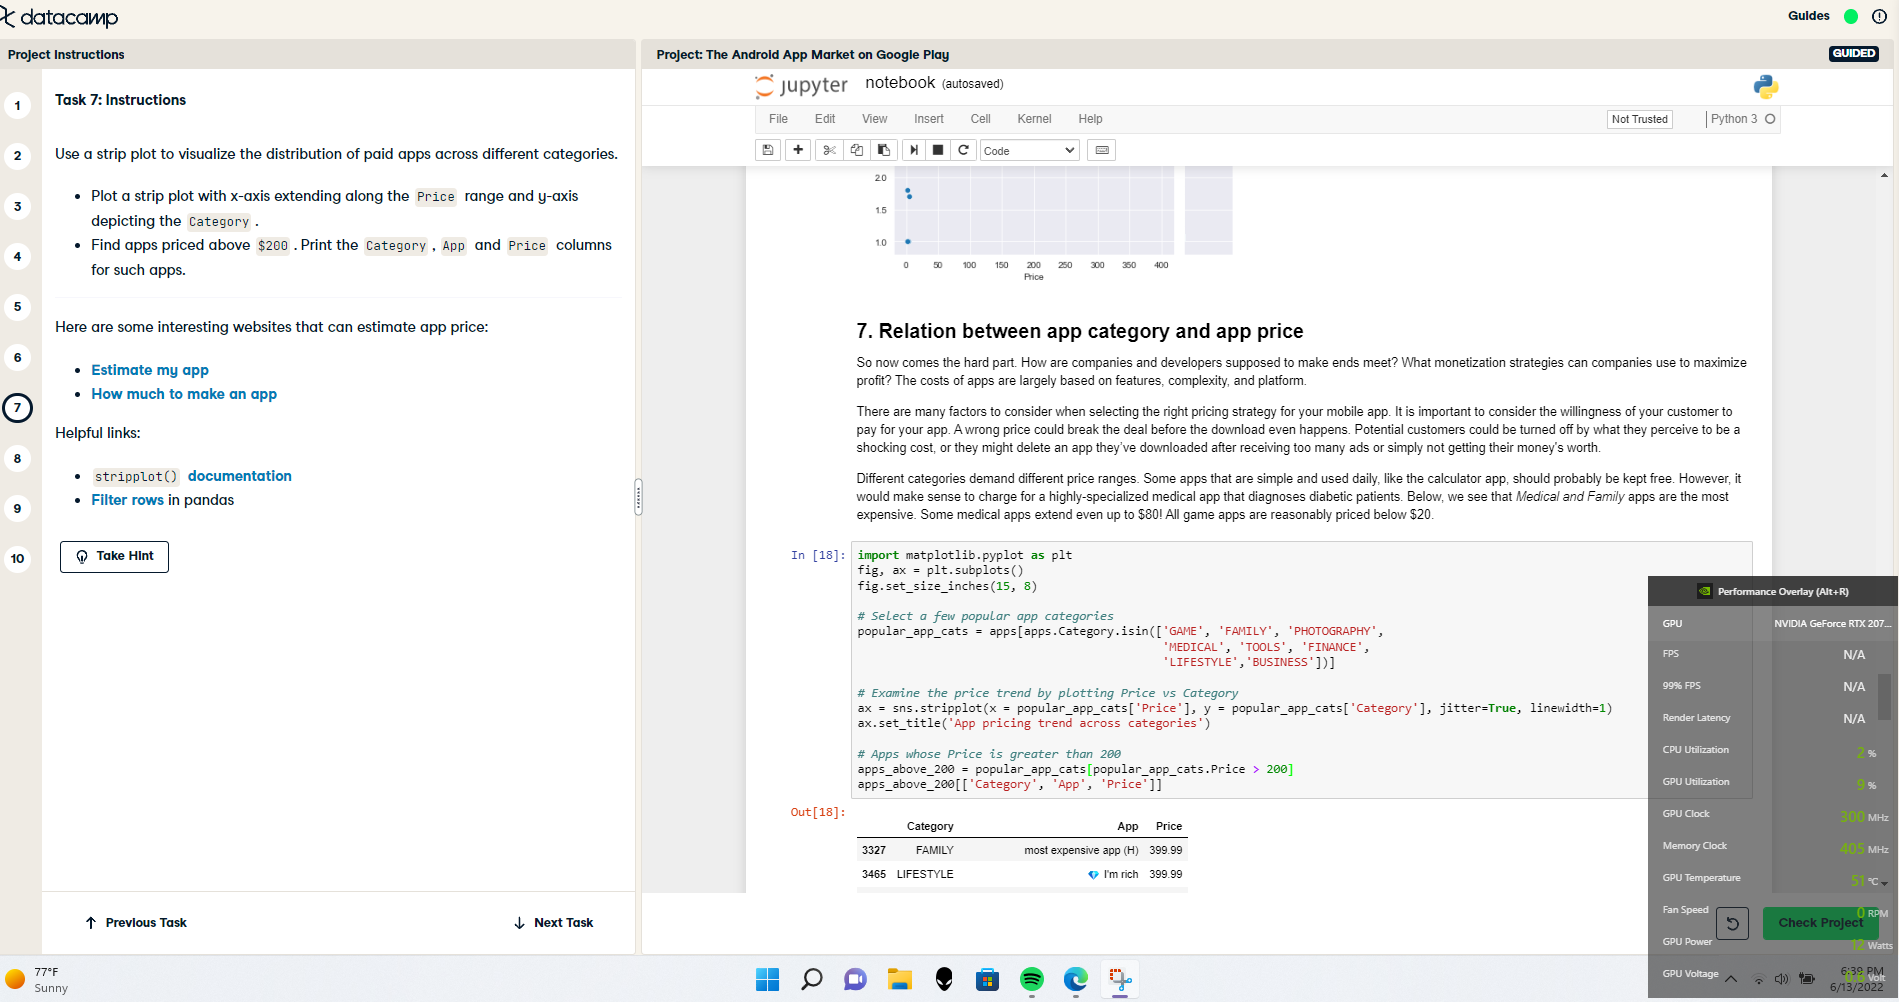 datacamp
Guides
Project Instructions
Project: The Android App Market on Google Play
GUIDED
1
2
3
4
5
6
7
8
9
10
Task 7: Instructions
Use a strip plot to visualize the distribution of paid apps across different categories.
• Plot a strip plot with x-axis extending along the Price range and y-axis
depicting the Category .
• Find apps priced above $200 . Print the Category , App and Price columns
for such apps.
Here are some interesting websites that can estimate app price:
• Estimate my app
• How much to make an app
Helpful links:
• stripplot() documentation
• Filter rows in pandas
Take Hint
Previous Task
Next Task
jupyter notebook (autosaved)
File Edit View Insert Cell Kernel Help
Not Trusted
Python 3
Code
2.0
1.5
1.0
0 50 100 150 200 250 300 350 400
Price
7. Relation between app category and app price
So now comes the hard part. How are companies and developers supposed to make ends meet? What monetization strategies can companies use to maximize
profit? The costs of apps are largely based on features, complexity, and platform.
There are many factors to consider when selecting the right pricing strategy for your mobile app. It is important to consider the willingness of your customer to
pay for your app. A wrong price could break the deal before the download even happens. Potential customers could be turned off by what they perceive to be a
shocking cost, or they might delete an app they've downloaded after receiving too many ads or simply not getting their money's worth.
Different categories demand different price ranges. Some apps that are simple and used daily, like the calculator app, should probably be kept free. However, it
would make sense to charge for a highly-specialized medical app that diagnoses diabetic patients. Below, we see that Medical and Family apps are the most
expensive. Some medical apps extend even up to $80! All game apps are reasonably priced below $20.
In [18]:
import matplotlib.pyplot as plt
fig, ax = plt.subplots()
fig.set_size_inches(15, 8)
# Select a few popular app categories
popular_app_cats = apps[apps.Category.isin(['GAME', 'FAMILY', 'PHOTOGRAPHY',
'MEDICAL', 'TOOLS', 'FINANCE',
'LIFESTYLE','BUSINESS'])]
# Examine the price trend by plotting Price vs Category
ax = sns.stripplot(x = popular_app_cats['Price'], y = popular_app_cats['Category'], jitter=True, linewidth=1)
ax.set_title('App pricing trend across categories')
# Apps whose Price is greater than 200
apps_above_200 = popular_app_cats[popular_app_cats.Price > 200]
apps_above_200[['Category', 'App', 'Price']]
Out[18]:
Category App Price
3327 FAMILY most expensive app (H) 399.99
3465 LIFESTYLE 💎 I'm rich 399.99
Performance Overlay (Alt+R)
GPU NVIDIA GeForce RTX 207...
FPS N/A
99% FPS N/A
Render Latency N/A
CPU Utilization 2 %
GPU Utilization 9 %
GPU Clock 300 MHz
Memory Clock 405 MHz
GPU Temperature 51 °C
Fan Speed 0 RPM
GPU Power 12 Watts
GPU Voltage Volt
Check Project
77°F
Sunny
6:39 PM
6/13/2022